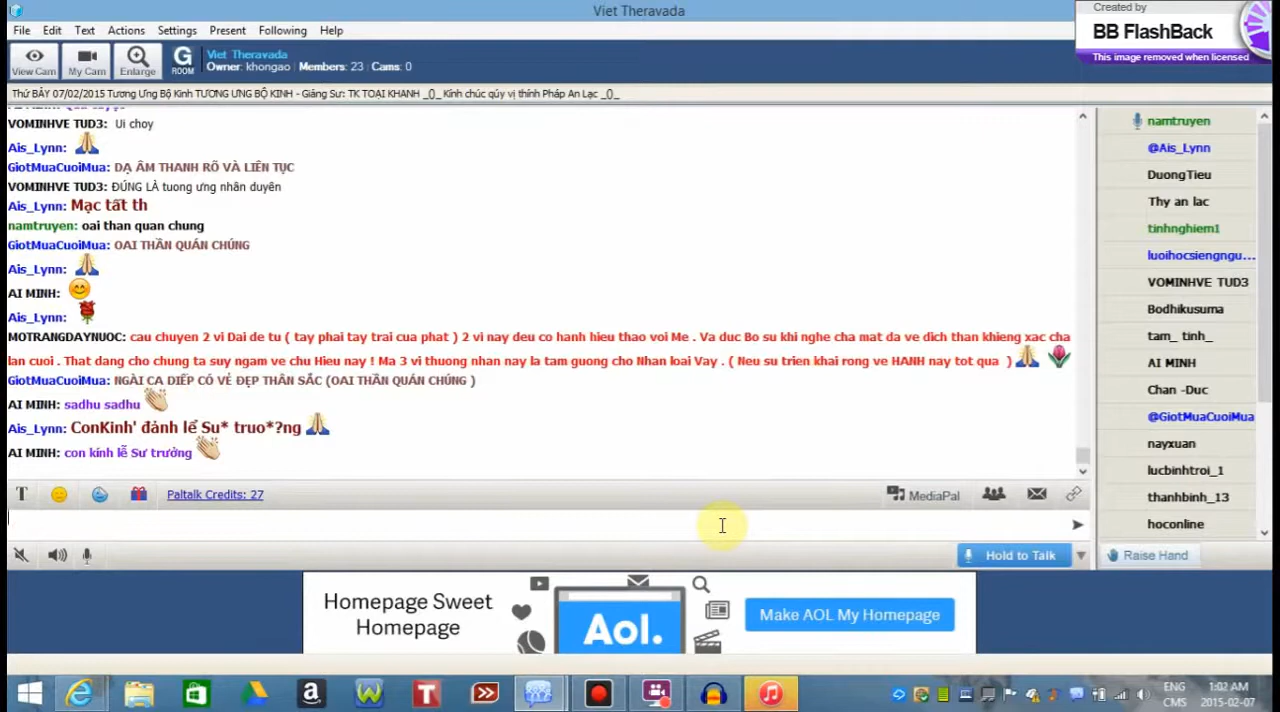 Viet Theravada
Created by
BB FlashBack
This image removed when licensed
File Edit Text Actions Settings Present Following Help
View Cam My Cam Enlarge G ROOM
Viet Theravada
Owner: khongao | Members: 23 | Cams: 0
Thứ BẢY 07/02/2015 Tương Ưng Bộ Kinh TƯƠNG ƯNG BỘ KINH - Giảng Sư: TK TOẠI KHANH _()_ Kính chúc qúy vị thính Pháp An Lạc _()_
VOMINHVE TUD3: Ui choy
Ais_Lynn:
GiotMuaCuoiMua: DẠ ÂM THANH RÕ VÀ LIÊN TỤC
VOMINHVE TUD3: ĐÚNG LÀ tuong ưng nhân duyên
Ais_Lynn: Mạc tất th
namtruyen: oai than quan chung
GiotMuaCuoiMua: OAI THẦN QUÁN CHÚNG
Ais_Lynn:
AI MINH:
Ais_Lynn:
MOTRANGDAYNUOC: cau chuyen 2 vi Dai de tu ( tay phai tay trai cua phat ) 2 vi nay deu co hanh hieu thao voi Me . Va duc Bo su khi nghe cha mat da ve dich than khieng xac cha
lan cuoi . That dang cho chung ta suy ngam ve chu Hieu nay ! Ma 3 vi thuong nhan nay la tam guong cho Nhan loai Vay . ( Neu su trien khai rong ve HANH nay tot qua )
GiotMuaCuoiMua: NGÀI CA DIẾP CÓ VẺ ĐẸP THÂN SẮC (OAI THẦN QUÁN CHÚNG )
AI MINH: sadhu sadhu
Ais_Lynn: ConKinh' đảnh lể Su* truo*?ng
AI MINH: con kính lễ Sư trưởng
namtruyen
@Ais_Lynn
DuongTieu
Thy an lac
tinhnghiem1
luoihocsiengngu...
VOMINHVE TUD3
Bodhikusuma
tam_ tinh_
AI MINH
Chan -Duc
@GiotMuaCuoiMua
nayxuan
lucbinhtroi_1
thanhbinh_13
hoconline
T Paltalk Credits: 27 MediaPal
Hold to Talk Raise Hand
Homepage Sweet
Homepage
Aol.
Make AOL My Homepage
ENG 1:02 AM
CMS 2015-02-07